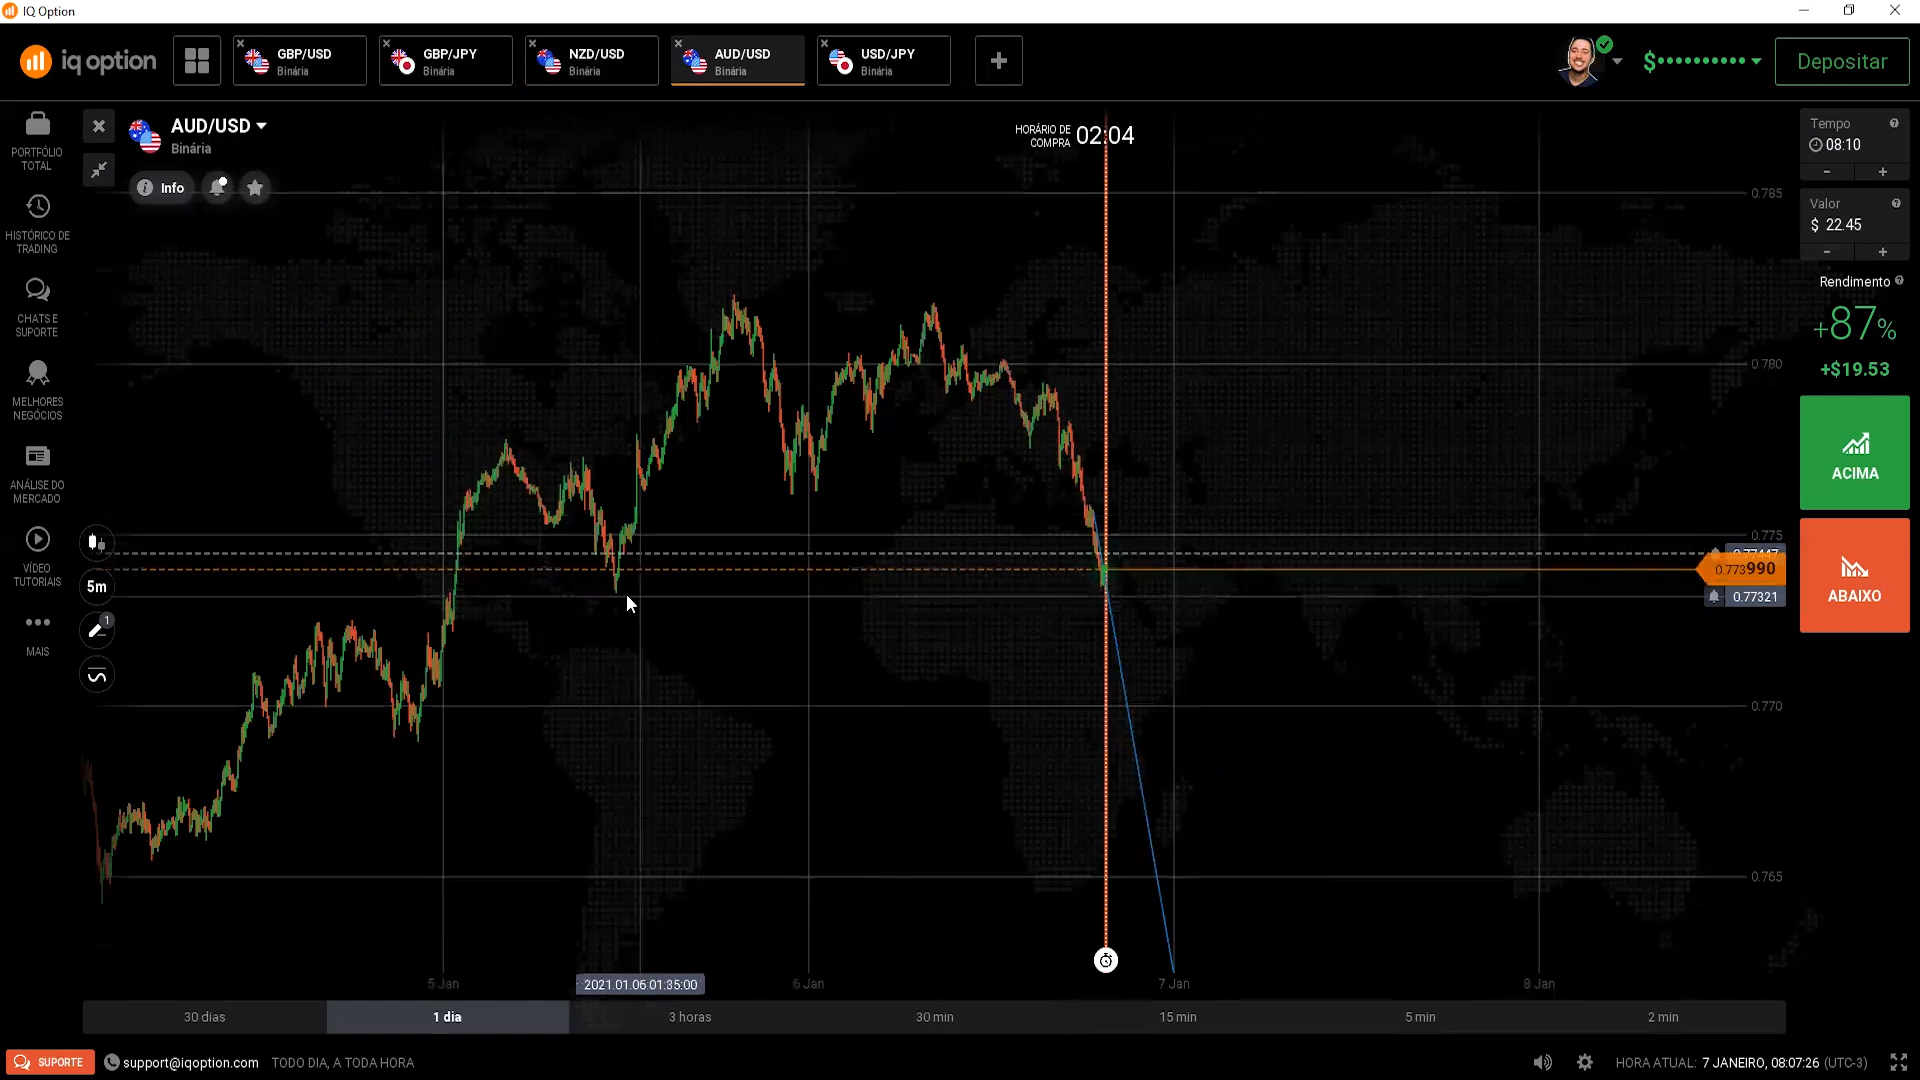 IQ Option
iq option
GBP/USD
Binária
GBP/JPY
Binária
NZD/USD
Binária
AUD/USD
Binária
USD/JPY
Binária
Depositar
PORTFÓLIO
TOTAL
HISTÓRICO DE
TRADING
CHATS E
SUPORTE
MELHORES
NEGÓCIOS
ANÁLISE DO
MERCADO
VÍDEO
TUTORIAIS
MAIS
AUD/USD
Binária
Info
5m
1
HORÁRIO DE
COMPRA
02:04
0.785
0.780
0.775
0.77447
0.773990
0.77321
0.770
0.765
5 Jan
2021.01.06 01:35:00
6 Jan
7 Jan
8 Jan
30 dias
1 dia
3 horas
30 min
15 min
5 min
2 min
Tempo
08:10
- +
Valor
$ 22.45
- +
Rendimento
+87%
+$19.53
ACIMA
ABAIXO
SUPORTE
support@iqoption.com
TODO DIA, A TODA HORA
HORA ATUAL: 7 JANEIRO, 08:07:26 (UTC-3)